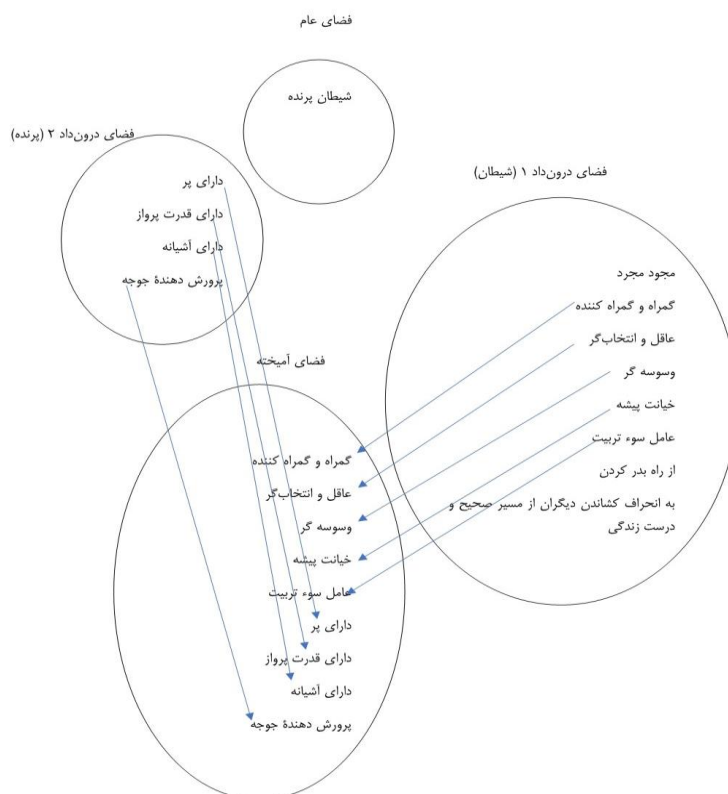 فضای عام
شیطان پرنده
فضای درون‌داد ۲ (پرنده)
دارای پر
دارای قدرت پرواز
دارای آشیانه
پرورش دهندهٔ جوجه
فضای درون‌داد ۱ (شیطان)
مجود مجرد
گمراه و گمراه کننده
عاقل و انتخاب‌گر
وسوسه گر
خیانت پیشه
عامل سوء تربیت
از راه بدر کردن
به انحراف کشاندن دیگران از مسیر صحیح و
درست زندگی
فضای آمیخته
گمراه و گمراه کننده
عاقل و انتخاب‌گر
وسوسه گر
خیانت پیشه
عامل سوء تربیت
دارای پر
دارای قدرت پرواز
دارای آشیانه
پرورش دهندهٔ جوجه